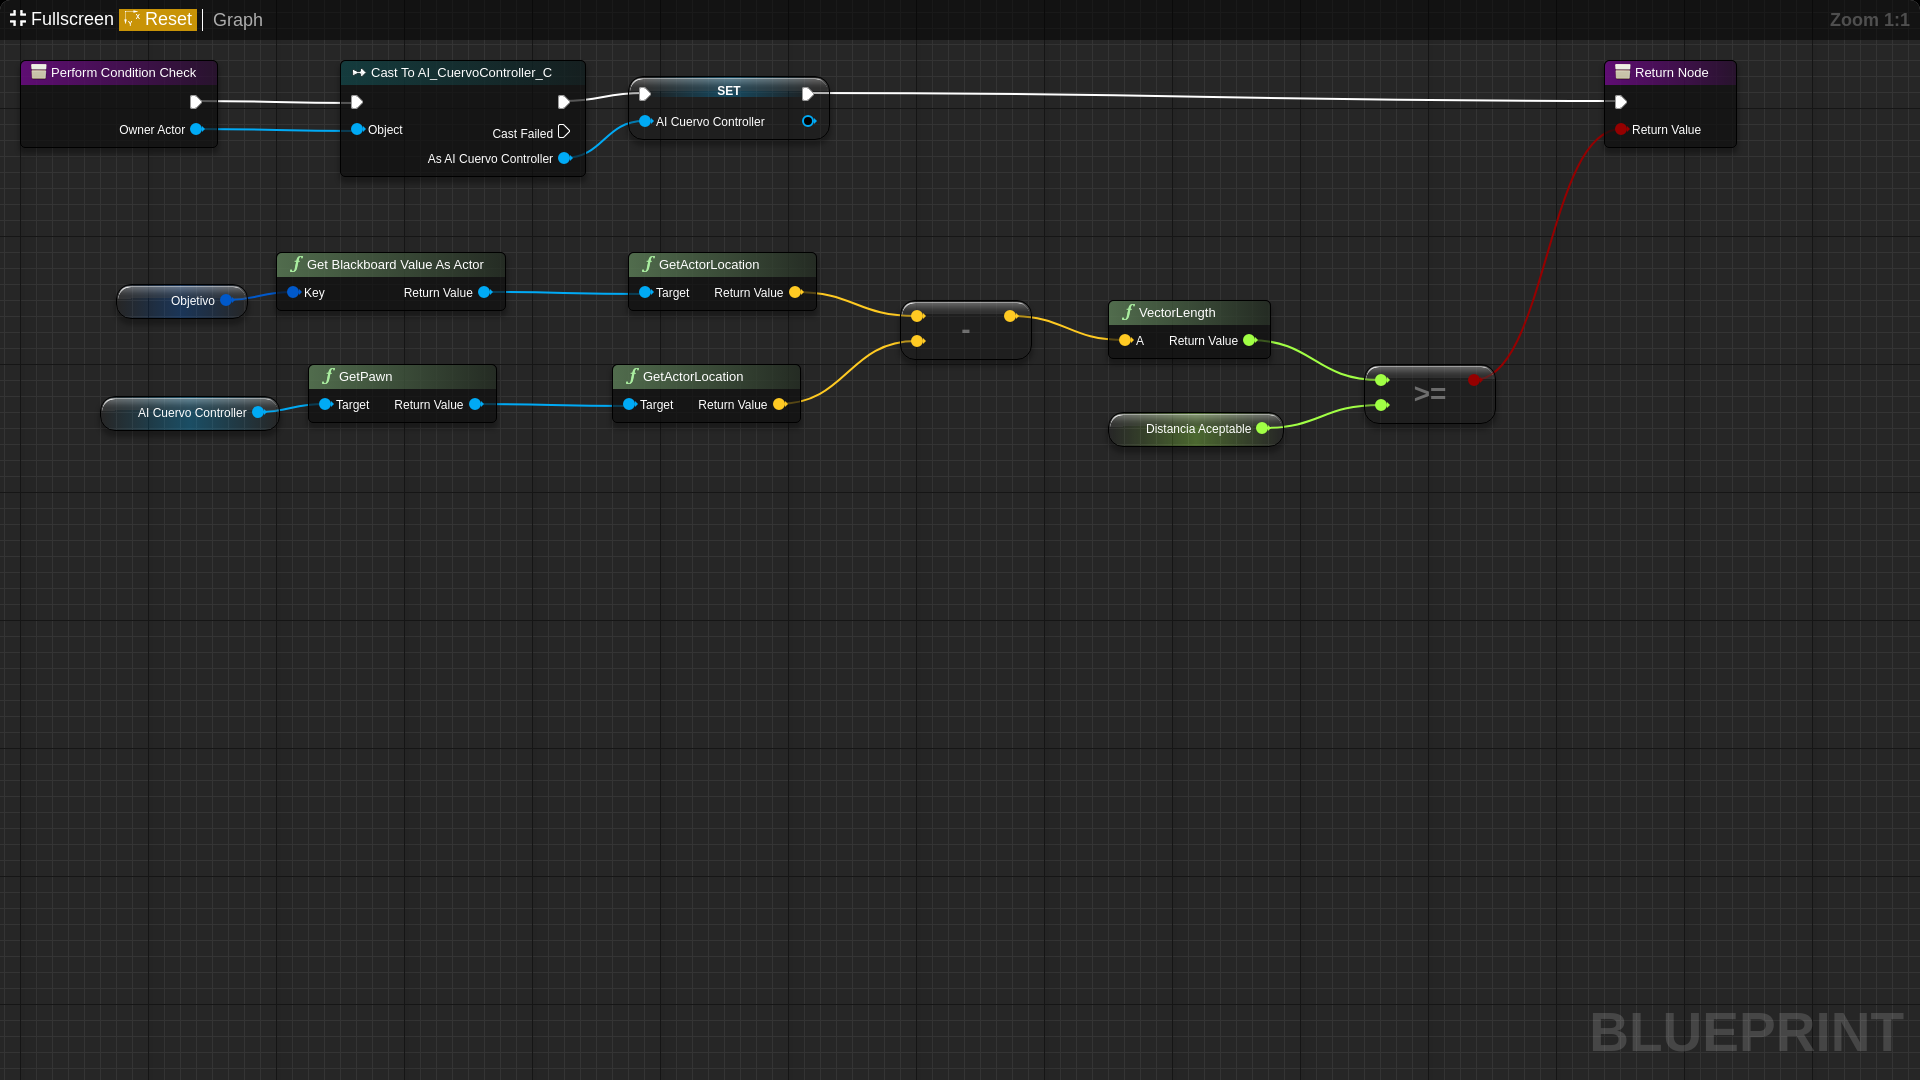 Fullscreen Reset Graph Zoom 1:1
Perform Condition Check
Owner Actor
Cast To AI_CuervoController_C
Object
Cast Failed
As AI Cuervo Controller
SET
AI Cuervo Controller
Return Node
Return Value
Objetivo
Get Blackboard Value As Actor
Key Return Value
GetActorLocation
Target Return Value
-
VectorLength
A Return Value
>=
AI Cuervo Controller
GetPawn
Target Return Value
GetActorLocation
Target Return Value
Distancia Aceptable
BLUEPRINT